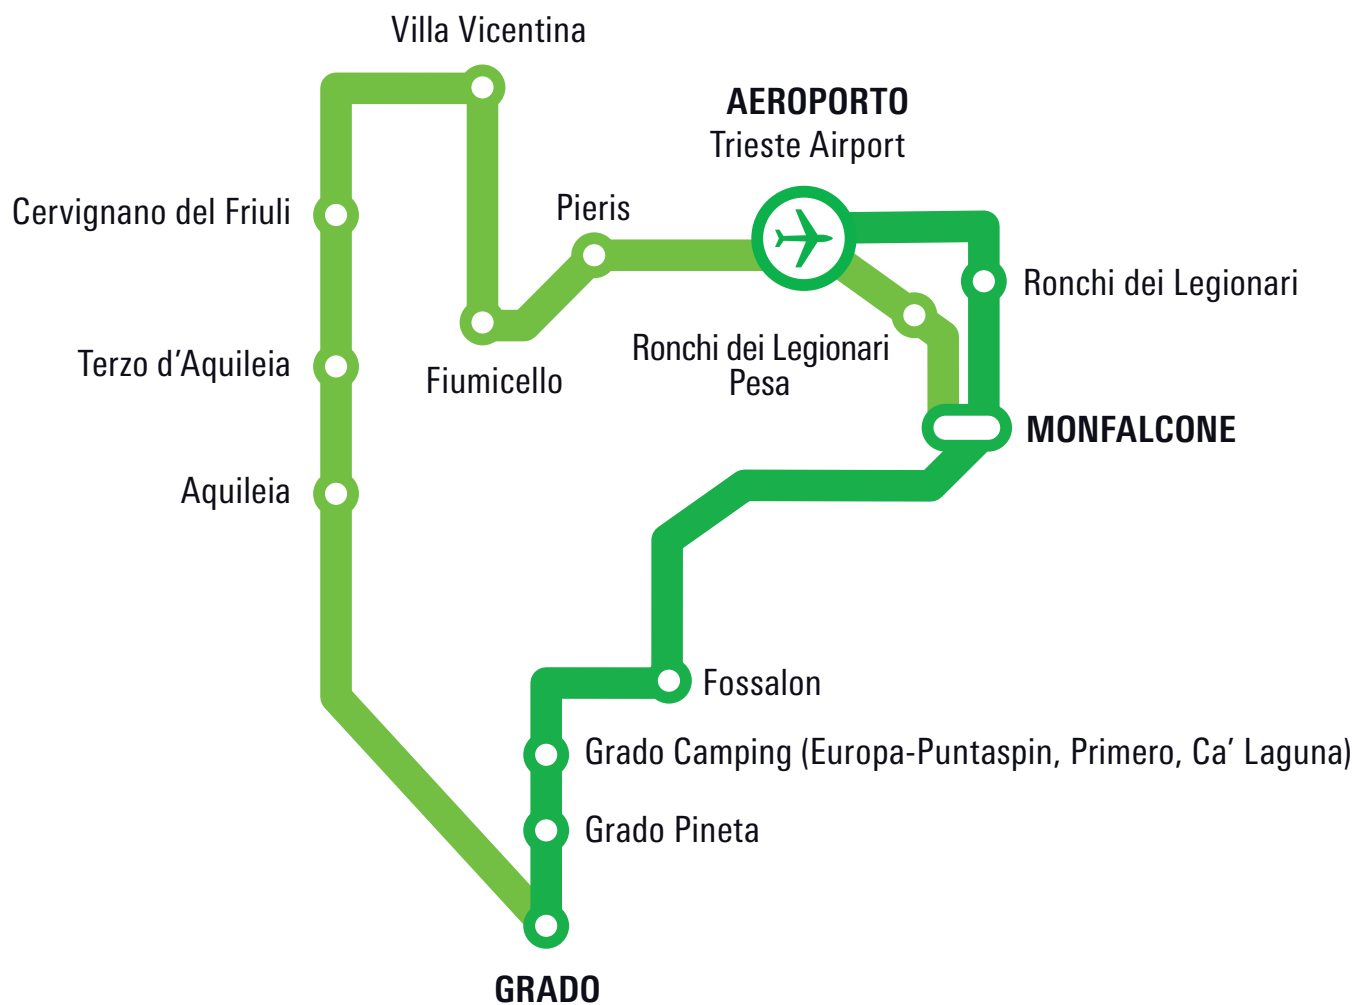 Villa Vicentina
AEROPORTO
Trieste Airport
Cervignano del Friuli
Pieris
Ronchi dei Legionari
Ronchi dei Legionari
Pesa
Terzo d’Aquileia
Fiumicello
MONFALCONE
Aquileia
Fossalon
Grado Camping (Europa-Puntaspin, Primero, Ca’ Laguna)
Grado Pineta
GRADO